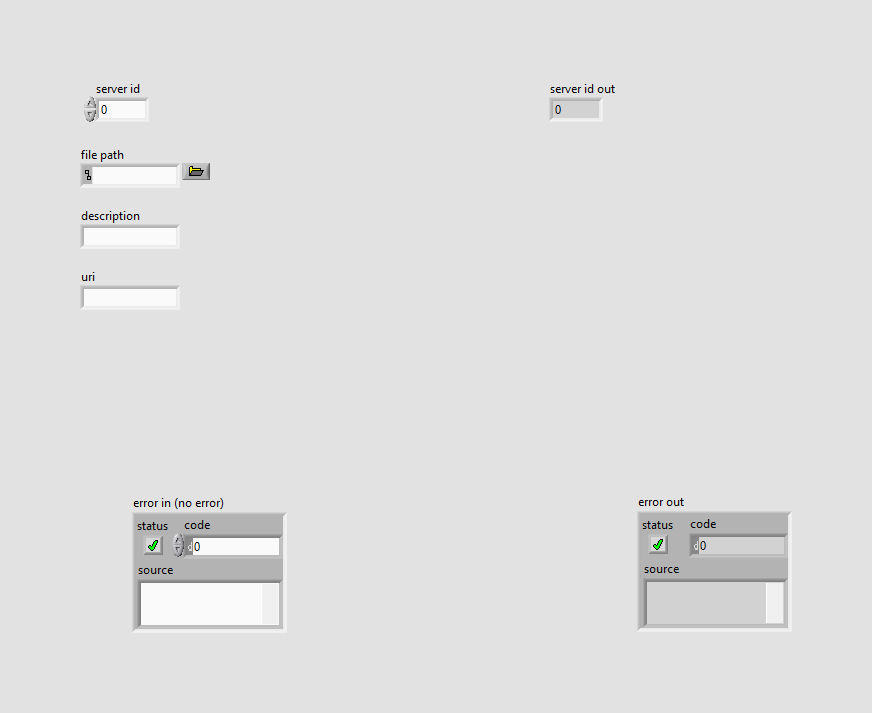 server id
0
server id out
0
file path
description
uri
error in (no error)
status code
d 0
source
error out
status code
d 0
source